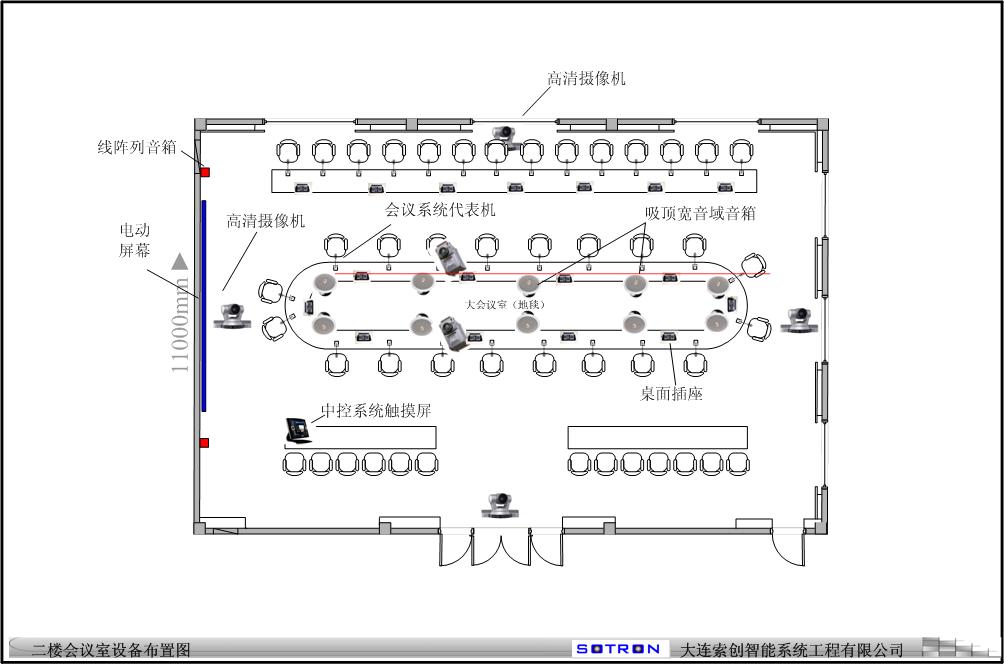 高清摄像机
线阵列音箱
会议系统代表机
吸顶宽音域音箱
高清摄像机
电动
屏幕
11000mm
大会议室（地毯）
桌面插座
中控系统触摸屏
二楼会议室设备布置图
SOTRON
大连索创智能系统工程有限公司